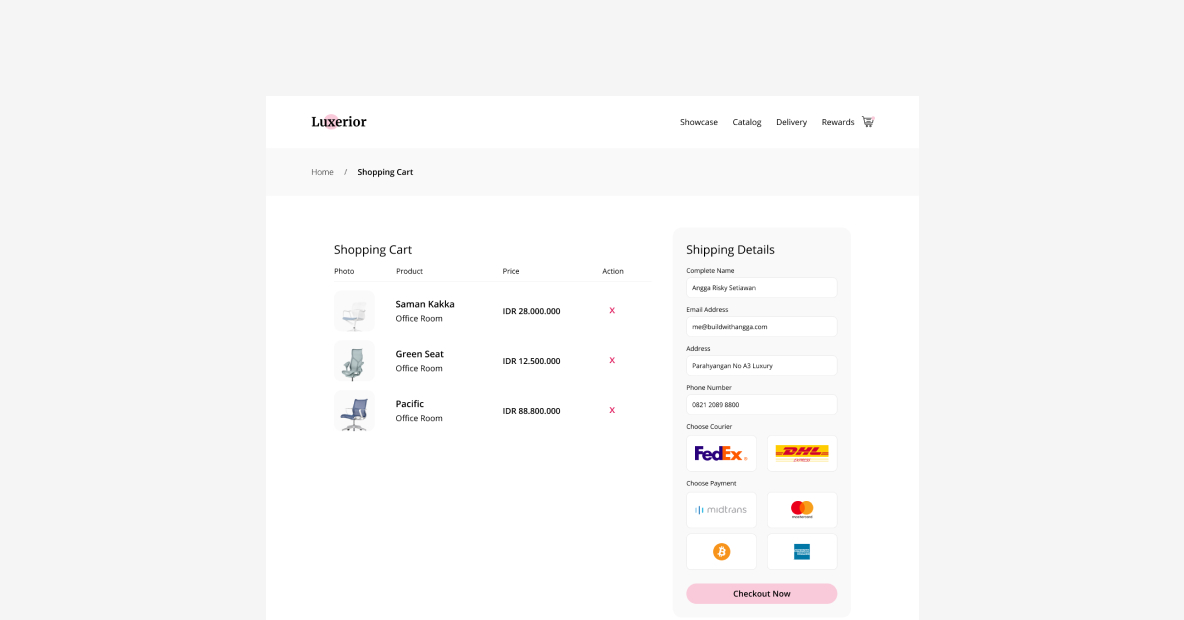 Luxerior
Showcase Catalog Delivery Rewards
Home / Shopping Cart
Shopping Cart
Photo Product Price Action
Saman Kakka
Office Room
IDR 28.000.000
X
Green Seat
Office Room
IDR 12.500.000
X
Pacific
Office Room
IDR 88.800.000
X
Shipping Details
Complete Name
Angga Risky Setiawan
Email Address
me@buildwithangga.com
Address
Parahyangan No A3 Luxury
Phone Number
0821 2089 8800
Choose Courier
FedEx
DHL
EXPRESS
Choose Payment
midtrans
Checkout Now